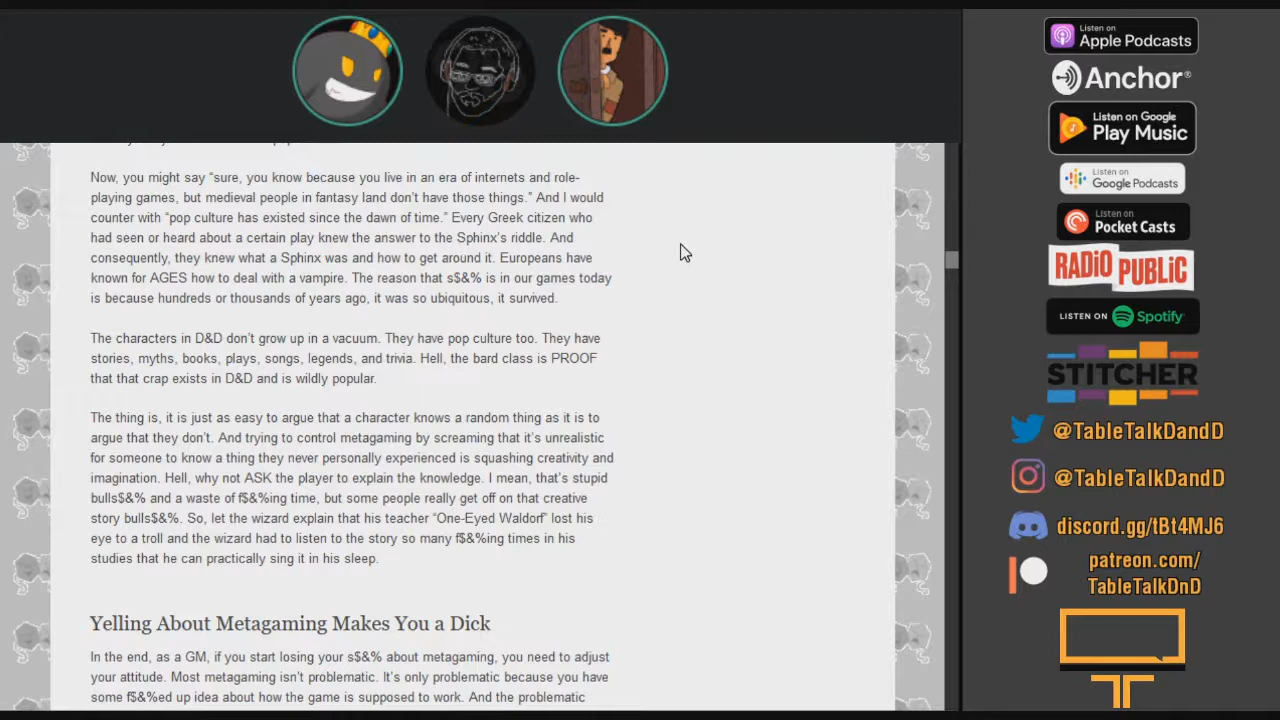 Now, you might say “sure, you know because you live in an era of internets and role-
playing games, but medieval people in fantasy land don’t have those things.” And I would
counter with “pop culture has existed since the dawn of time.” Every Greek citizen who
had seen or heard about a certain play knew the answer to the Sphinx’s riddle. And
consequently, they knew what a Sphinx was and how to get around it. Europeans have
known for AGES how to deal with a vampire. The reason that s$&% is in our games today
is because hundreds or thousands of years ago, it was so ubiquitous, it survived.
The characters in D&D don’t grow up in a vacuum. They have pop culture too. They have
stories, myths, books, plays, songs, legends, and trivia. Hell, the bard class is PROOF
that that crap exists in D&D and is wildly popular.
The thing is, it is just as easy to argue that a character knows a random thing as it is to
argue that they don’t. And trying to control metagaming by screaming that it’s unrealistic
for someone to know a thing they never personally experienced is squashing creativity and
imagination. Hell, why not ASK the player to explain the knowledge. I mean, that’s stupid
bulls$&% and a waste of f$&%ing time, but some people really get off on that creative
story bulls$&%. So, let the wizard explain that his teacher “One-Eyed Waldorf” lost his
eye to a troll and the wizard had to listen to the story so many f$&%ing times in his
studies that he can practically sing it in his sleep.
Yelling About Metagaming Makes You a Dick
In the end, as a GM, if you start losing your s$&% about metagaming, you need to adjust
your attitude. Most metagaming isn’t problematic. It’s only problematic because you have
some f$&%ed up idea about how the game is supposed to work. And the problematic
Listen on
Apple Podcasts
Anchor®
Listen on Google
Play Music
Listen on
Google Podcasts
Listen on
Pocket Casts
RADIO
PUBLIC
LISTEN ON Spotify
STITCHER
@TableTalkDandD
@TableTalkDandD
discord.gg/tBt4MJ6
patreon.com/
TableTalkDnD